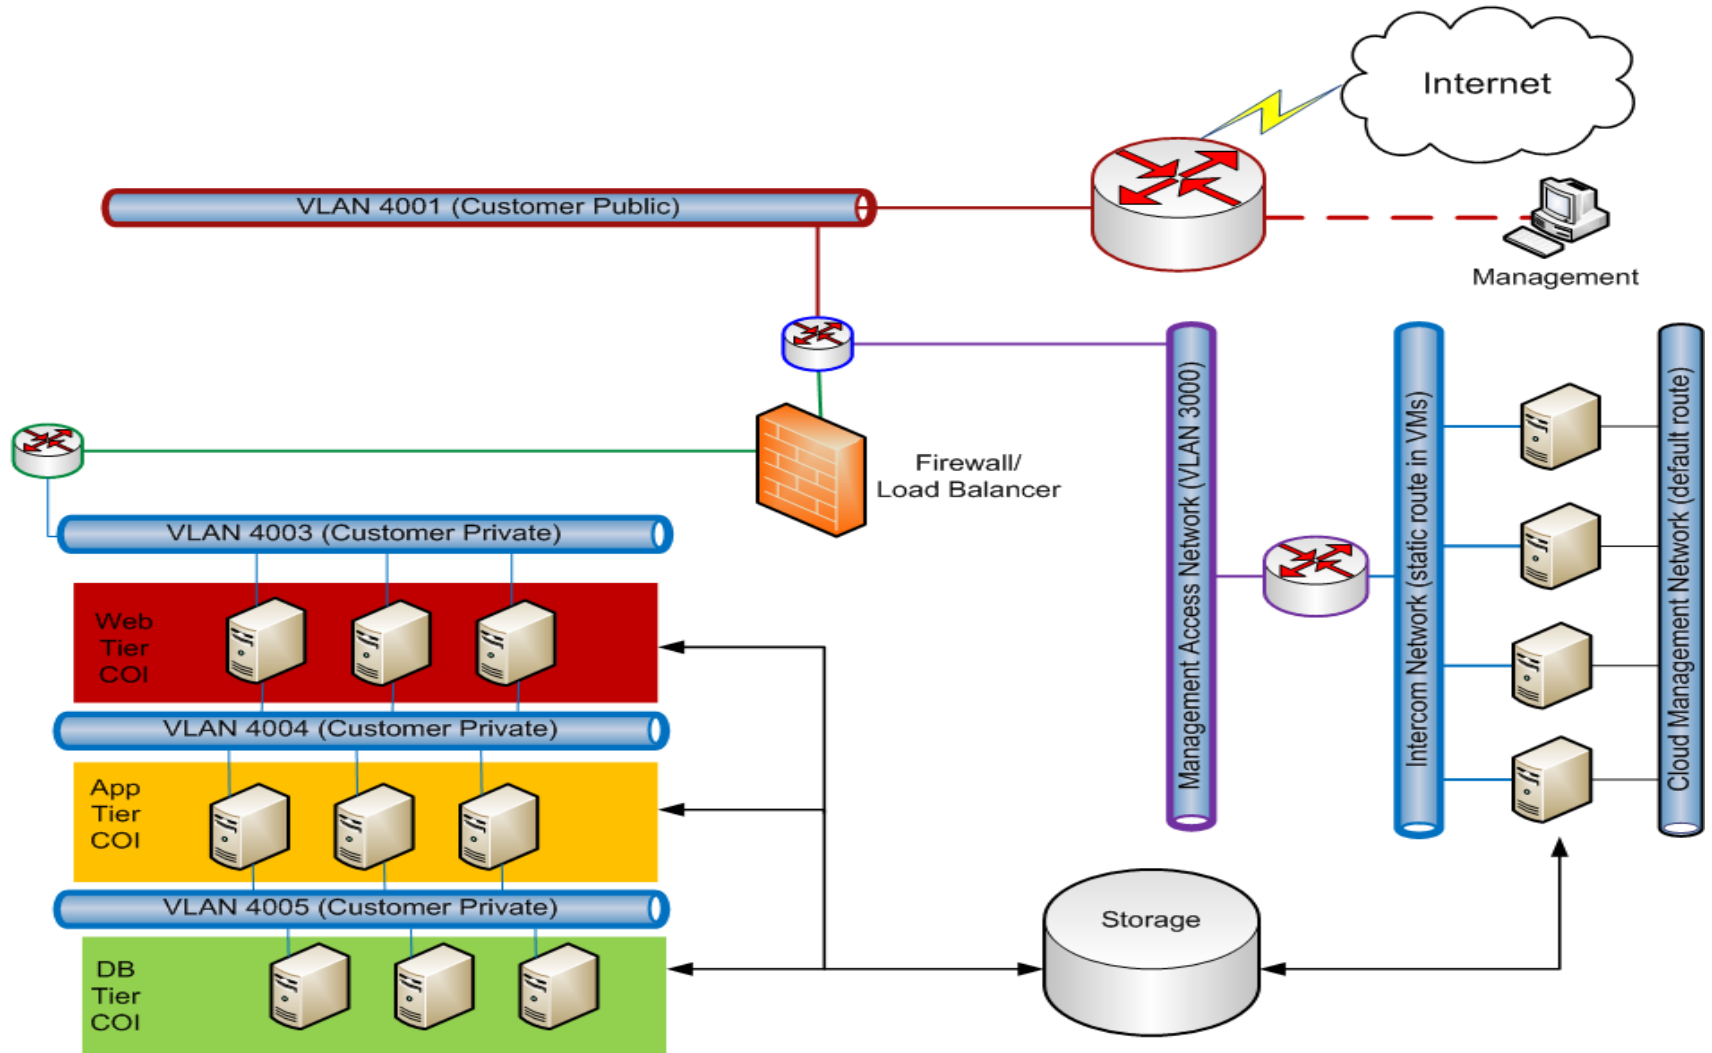 Internet
VLAN 4001 (Customer Public)
Management
Firewall/
Load Balancer
Management Access Network (VLAN 3000)
Intercom Network (static route in VMs)
Cloud Management Network (default route)
VLAN 4003 (Customer Private)
Web
Tier
COI
VLAN 4004 (Customer Private)
App
Tier
COI
VLAN 4005 (Customer Private)
DB
Tier
COI
Storage